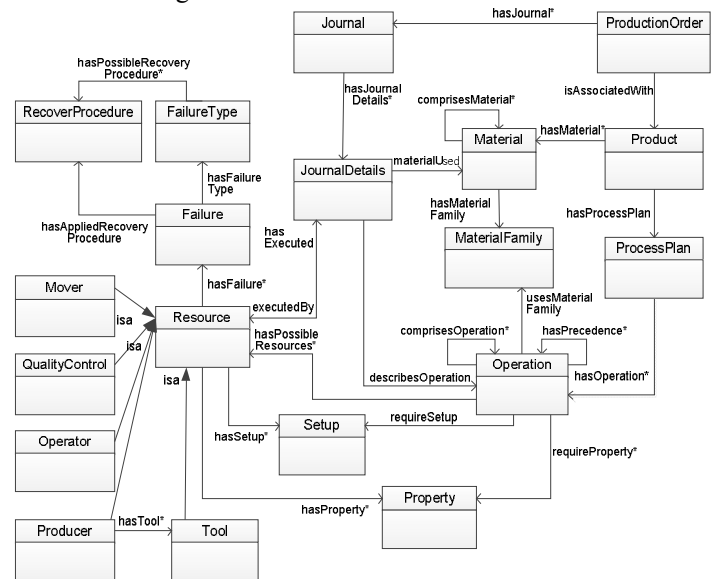 Journal
hasJournal*
ProductionOrder
hasPossibleRecovery
Procedure*
hasJournal
Details*
comprisesMaterial*
isAssociatedWith
RecoverProcedure
FailureType
Material
hasMaterial*
Product
JournalDetails
materialUsed
hasFailure
Type
hasAppliedRecovery
Procedure
Failure
has
Executed
hasMaterial
Family
hasProcessPlan
MaterialFamily
ProcessPlan
Mover
hasFailure*
executedBy
usesMaterial
Family
isa
Resource
hasPossible
Resources*
comprisesOperation*
hasPrecedence*
isa
QualityControl
isa
describesOperation
Operation
hasOperation*
Operator
hasSetup*
Setup
requireSetup
requireProperty*
Producer
hasTool*
Tool
hasProperty*
Property